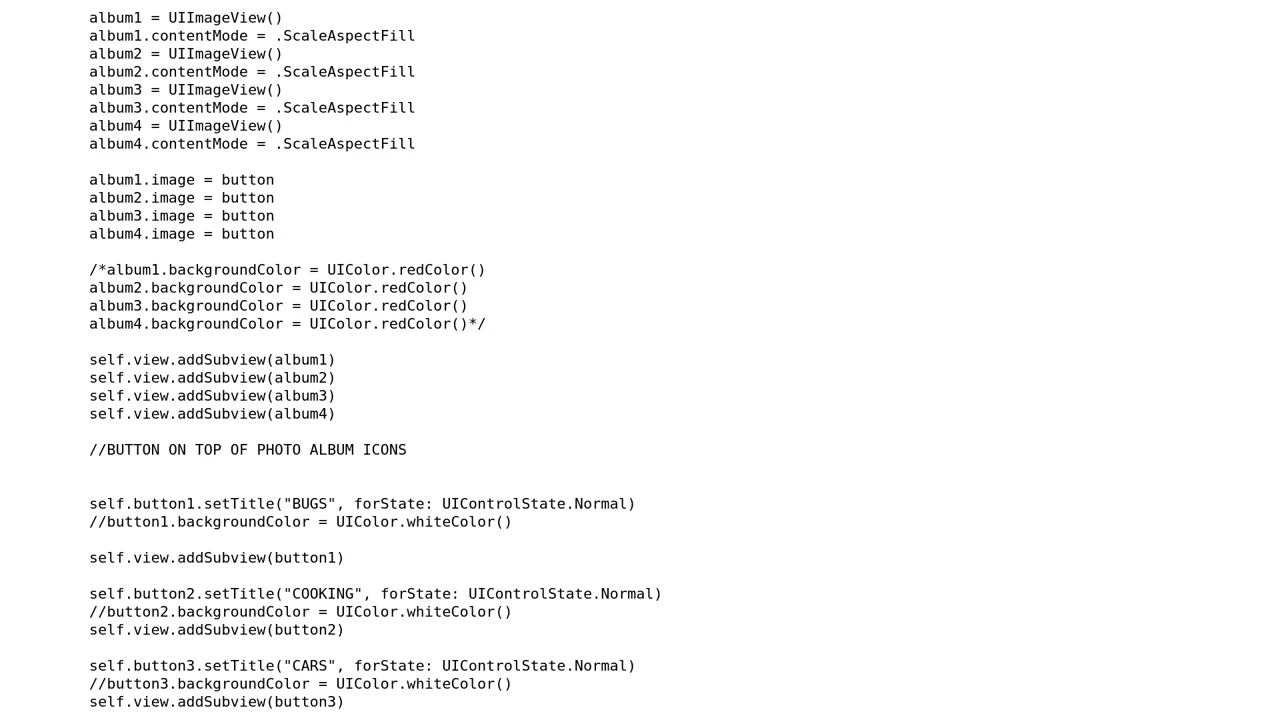 album1 = UIImageView()
album1.contentMode = .ScaleAspectFill
album2 = UIImageView()
album2.contentMode = .ScaleAspectFill
album3 = UIImageView()
album3.contentMode = .ScaleAspectFill
album4 = UIImageView()
album4.contentMode = .ScaleAspectFill

album1.image = button
album2.image = button
album3.image = button
album4.image = button

/*album1.backgroundColor = UIColor.redColor()
album2.backgroundColor = UIColor.redColor()
album3.backgroundColor = UIColor.redColor()
album4.backgroundColor = UIColor.redColor()*/

self.view.addSubview(album1)
self.view.addSubview(album2)
self.view.addSubview(album3)
self.view.addSubview(album4)

//BUTTON ON TOP OF PHOTO ALBUM ICONS

self.button1.setTitle("BUGS", forState: UIControlState.Normal)
//button1.backgroundColor = UIColor.whiteColor()

self.view.addSubview(button1)

self.button2.setTitle("COOKING", forState: UIControlState.Normal)
//button2.backgroundColor = UIColor.whiteColor()
self.view.addSubview(button2)

self.button3.setTitle("CARS", forState: UIControlState.Normal)
//button3.backgroundColor = UIColor.whiteColor()
self.view.addSubview(button3)